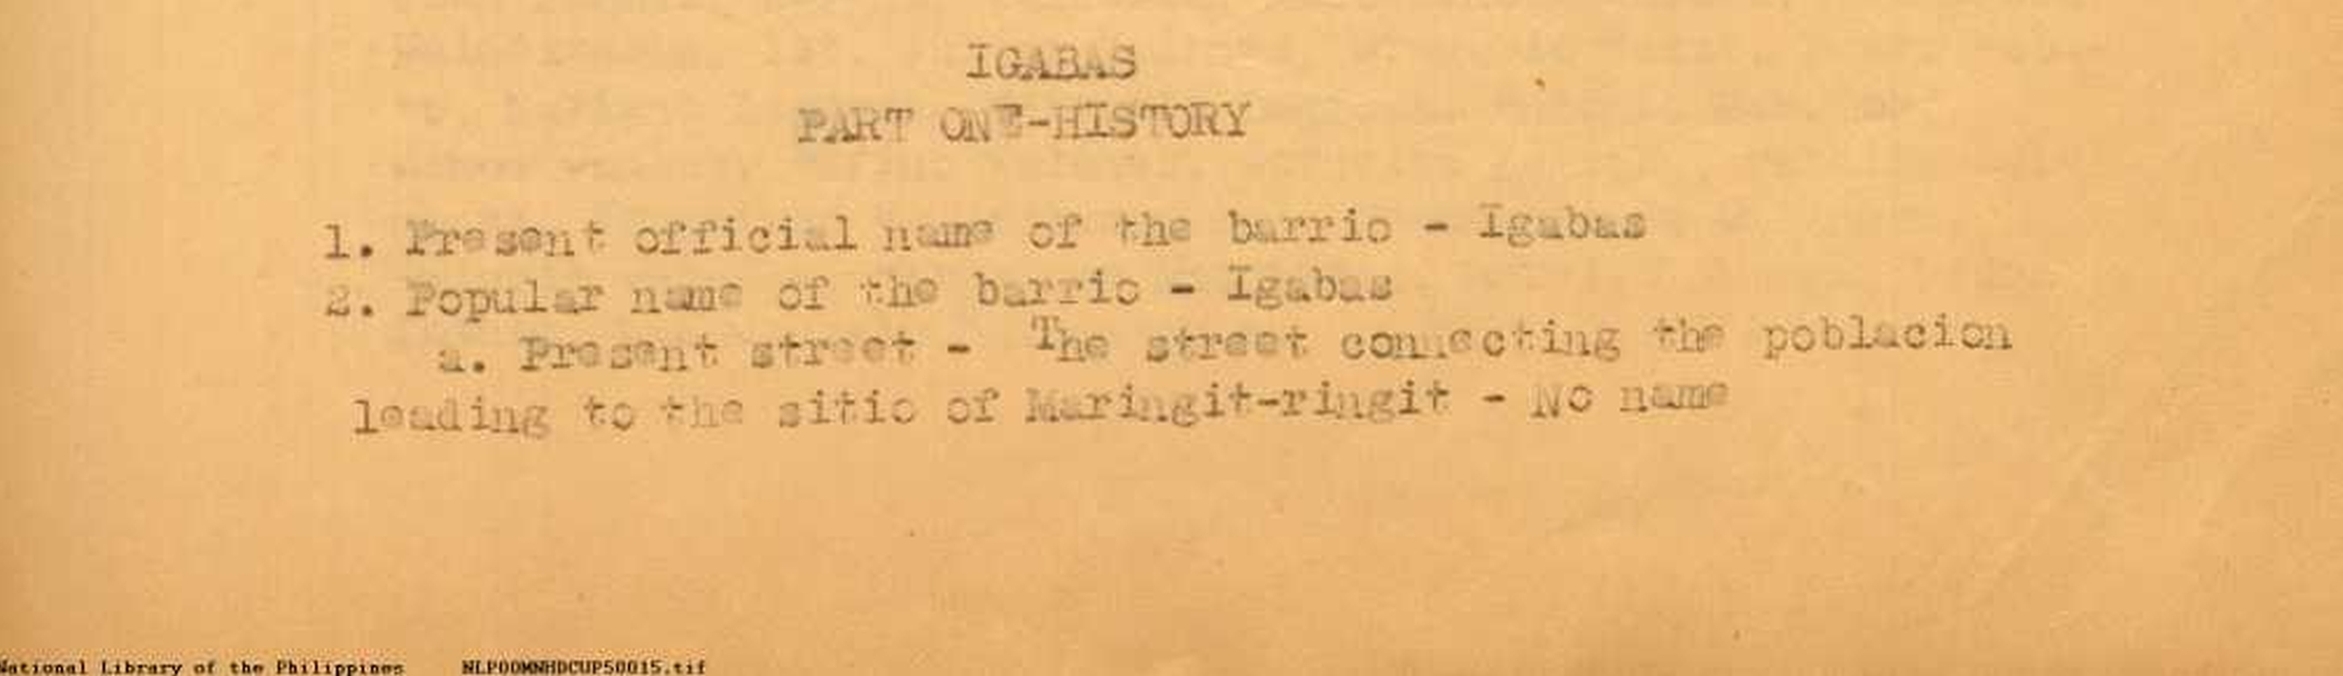 IGABAS
PART ONE-HISTORY
1. Present official name of the barrio - Igabas
2. Popular name of the barrio - Igabas
a. Present street - The street connecting the poblacion
leading to the sitio of Maringit-ringit - No name
National Library of the Philippines NLPOOMNHDCUP50015.tif